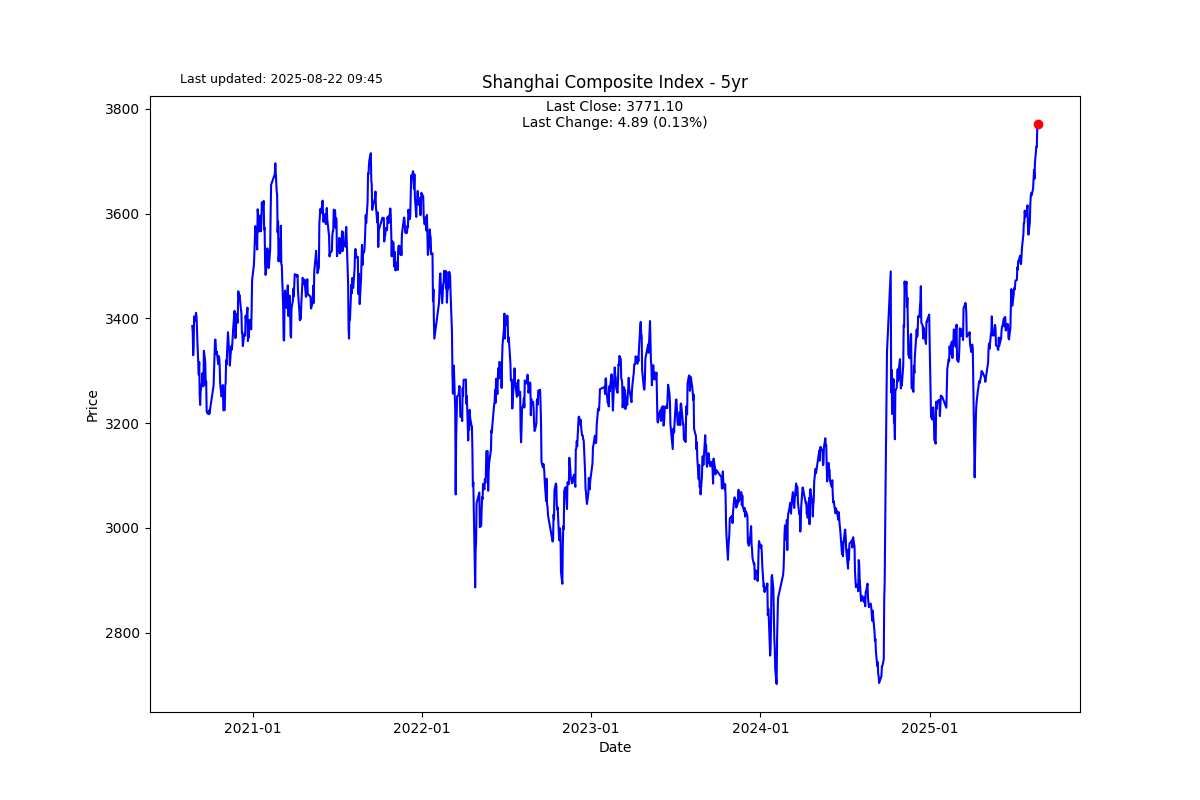 Last updated: 2025-08-22 09:45
Shanghai Composite Index - 5yr
Last Close: 3771.10
Last Change: 4.89 (0.13%)
3800
3600
3400
3200
3000
2800
Price
2021-01
2022-01
2023-01
2024-01
2025-01
Date